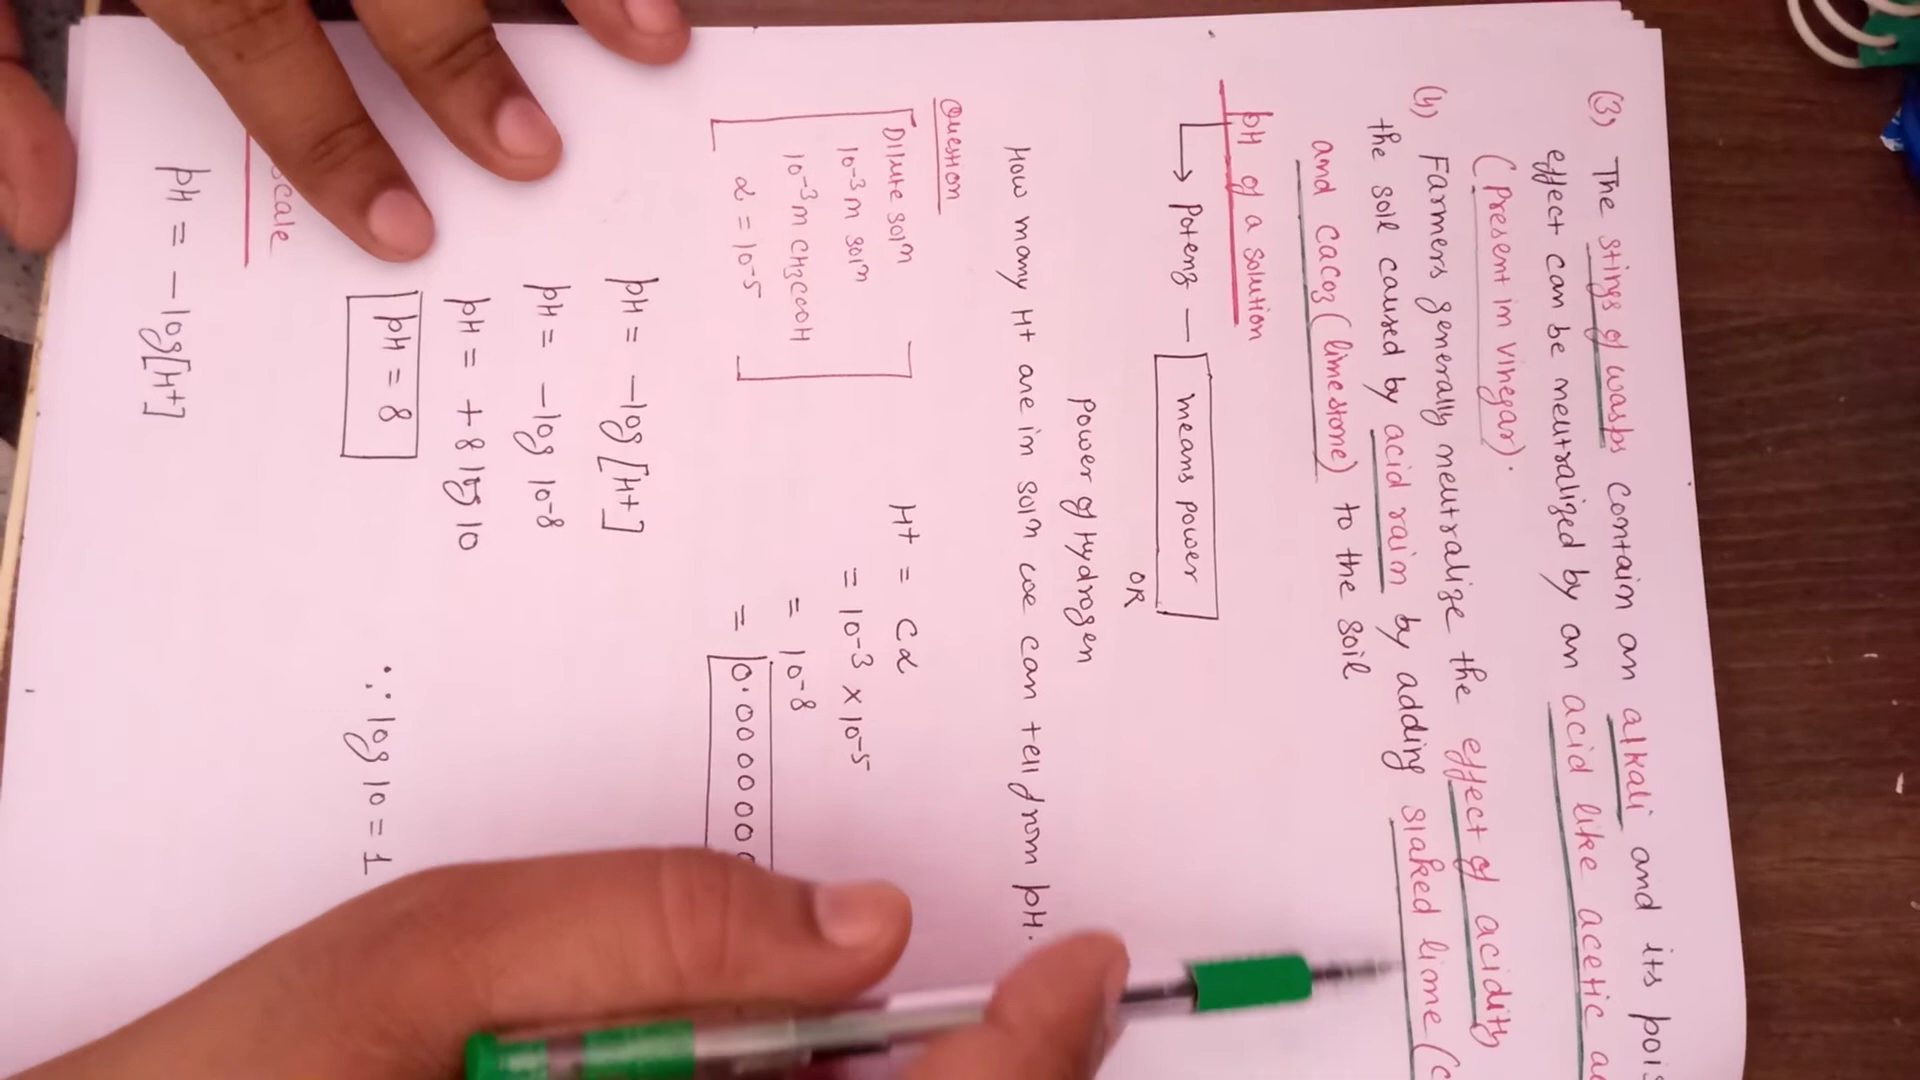 (3) The stings of wasps contain an alkali and its
effect can be neutralized by an acid like acetic
(Present in vinegar).
(4) Farmers generally neutralize the effect of acidity
the soil caused by acid rain by adding slaked lime (
and caco3 (limestone) to the soil
pH of a solution
→ Potenz — means power
OR
Power of Hydrogen
How many H+ are in soln we can tell from pH.
Question
Dilute soln
10-3 m soln
10-3 m CH3COOH
α = 10-5
H+ = Cα
= 10-3 × 10-5
= 10-8
pH = -log [H+]
pH = -log 10-8
pH = + 8 log 10
pH = 8
∵ log 10 = 1
scale
pH = -log[H+]